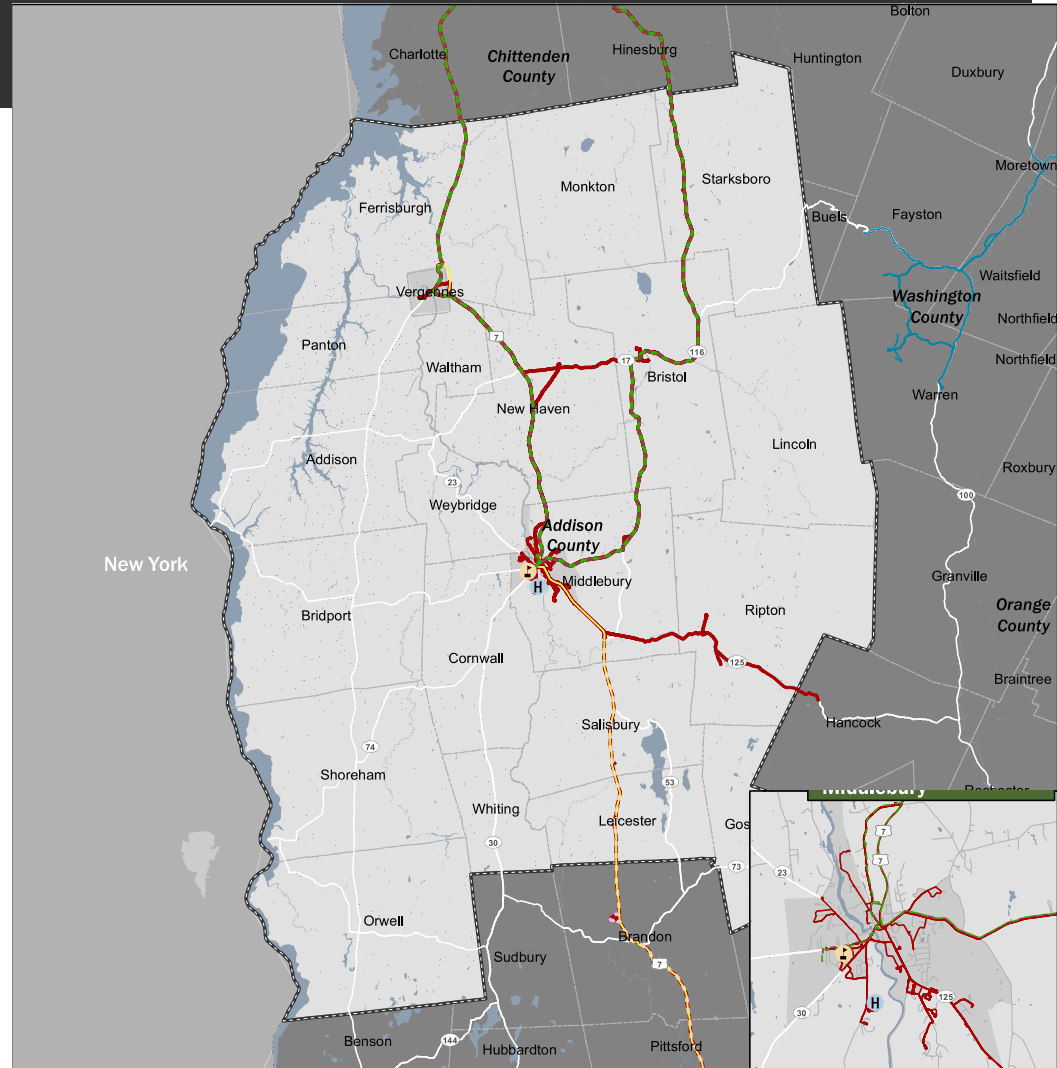 Bolton
Charlotte
Chittenden
County
Hinesburg
Huntington
Duxbury
Moretown
Monkton
Starksboro
Ferrisburgh
Buels
Fayston
Waitsfield
Vergennes
Washington
County
Northfield
7
Panton
116
17
Northfield
Waltham
Bristol
Warren
New Haven
Lincoln
Addison
Roxbury
23
100
Weybridge
Addison
County
New York
Middlebury
H
Granville
Bridport
Ripton
Orange
County
Cornwall
125
Braintree
Hancock
Salisbury
74
Shoreham
53
Rochester
Middlebury
Whiting
Leicester
Gos
30
73
7
7
23
Orwell
Brandon
Sudbury
7
125
H
30
Benson
144
Hubbardton
Pittsford